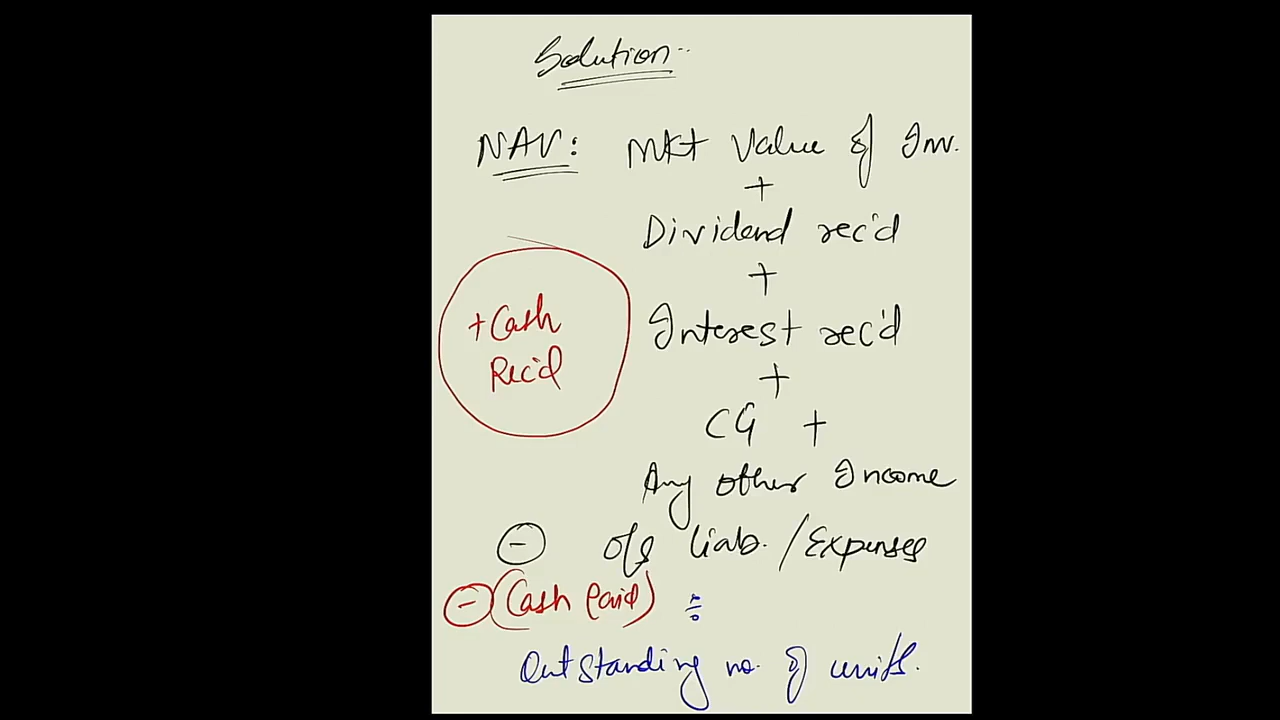 Solution..
NAV: Mkt Value of Inv.
+
Dividend rec'd
+
+ Cash
Rec'd
Interest rec'd
+
CG +
Any other Income
- o/s liab. / Expenses
- (Cash Paid) ÷
Outstanding no. of units.